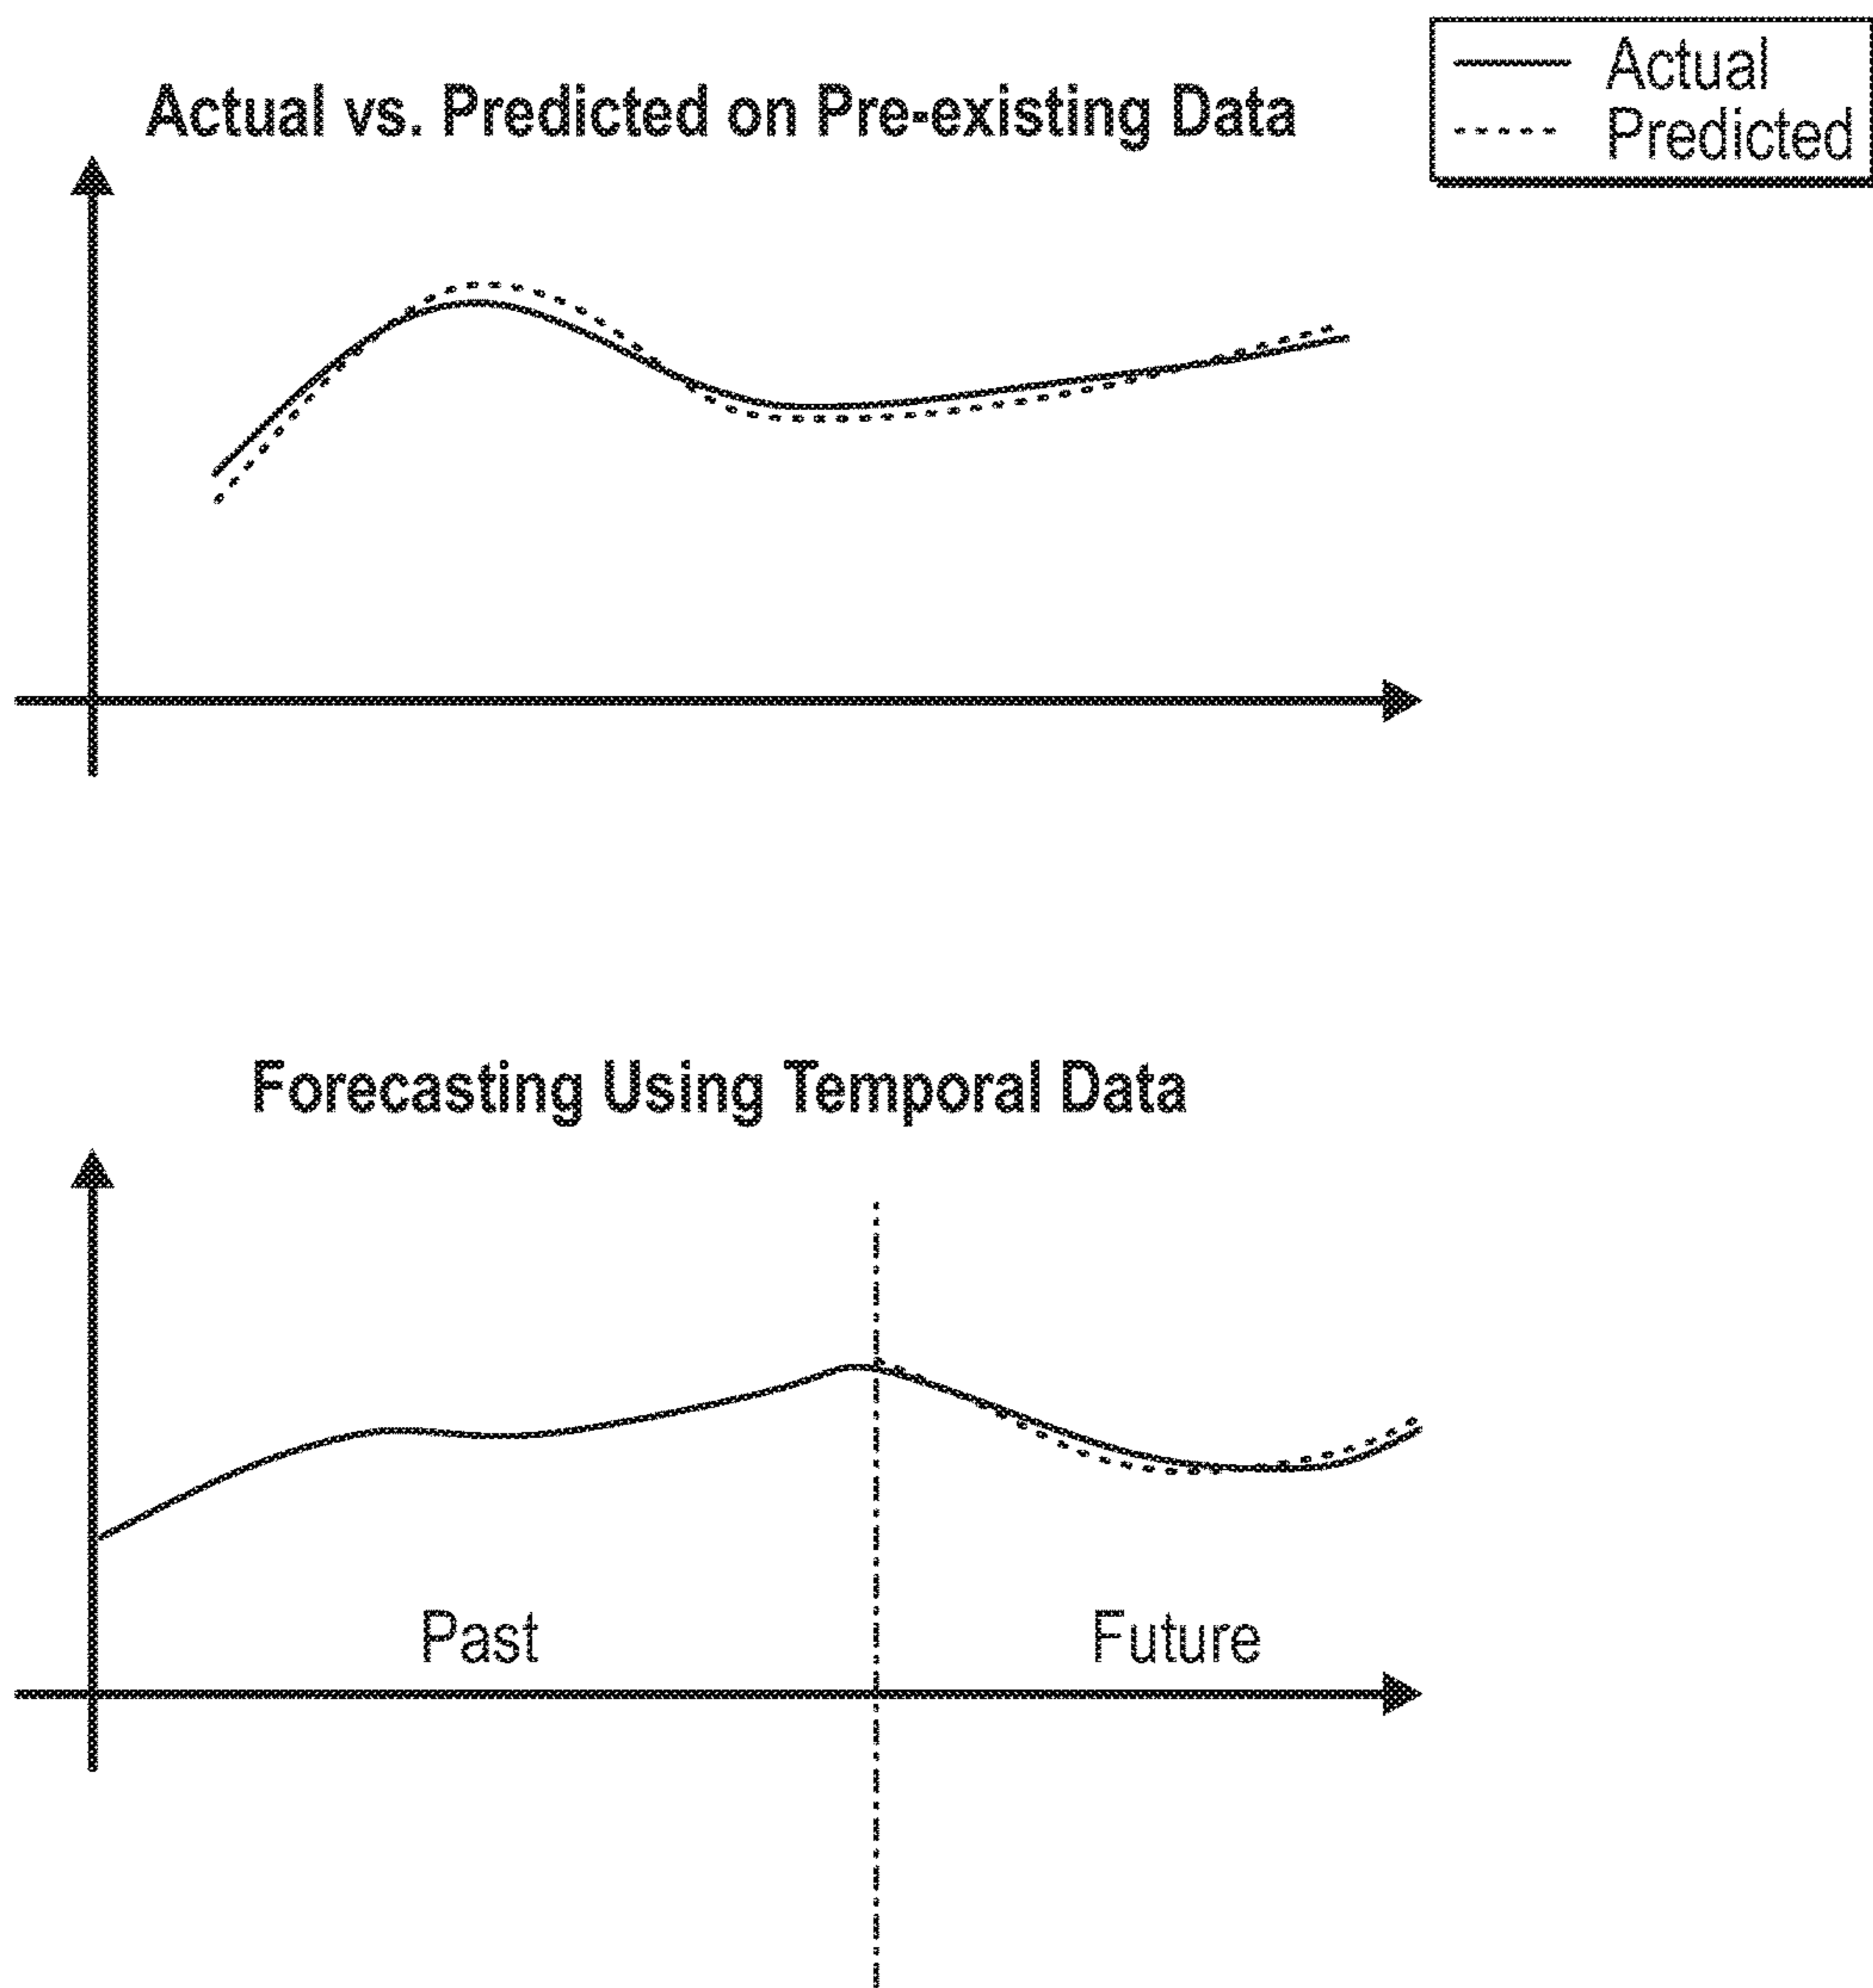 Actual
Predicted
Actual vs. Predicted on Pre-existing Data
Forecasting Using Temporal Data
Past
Future